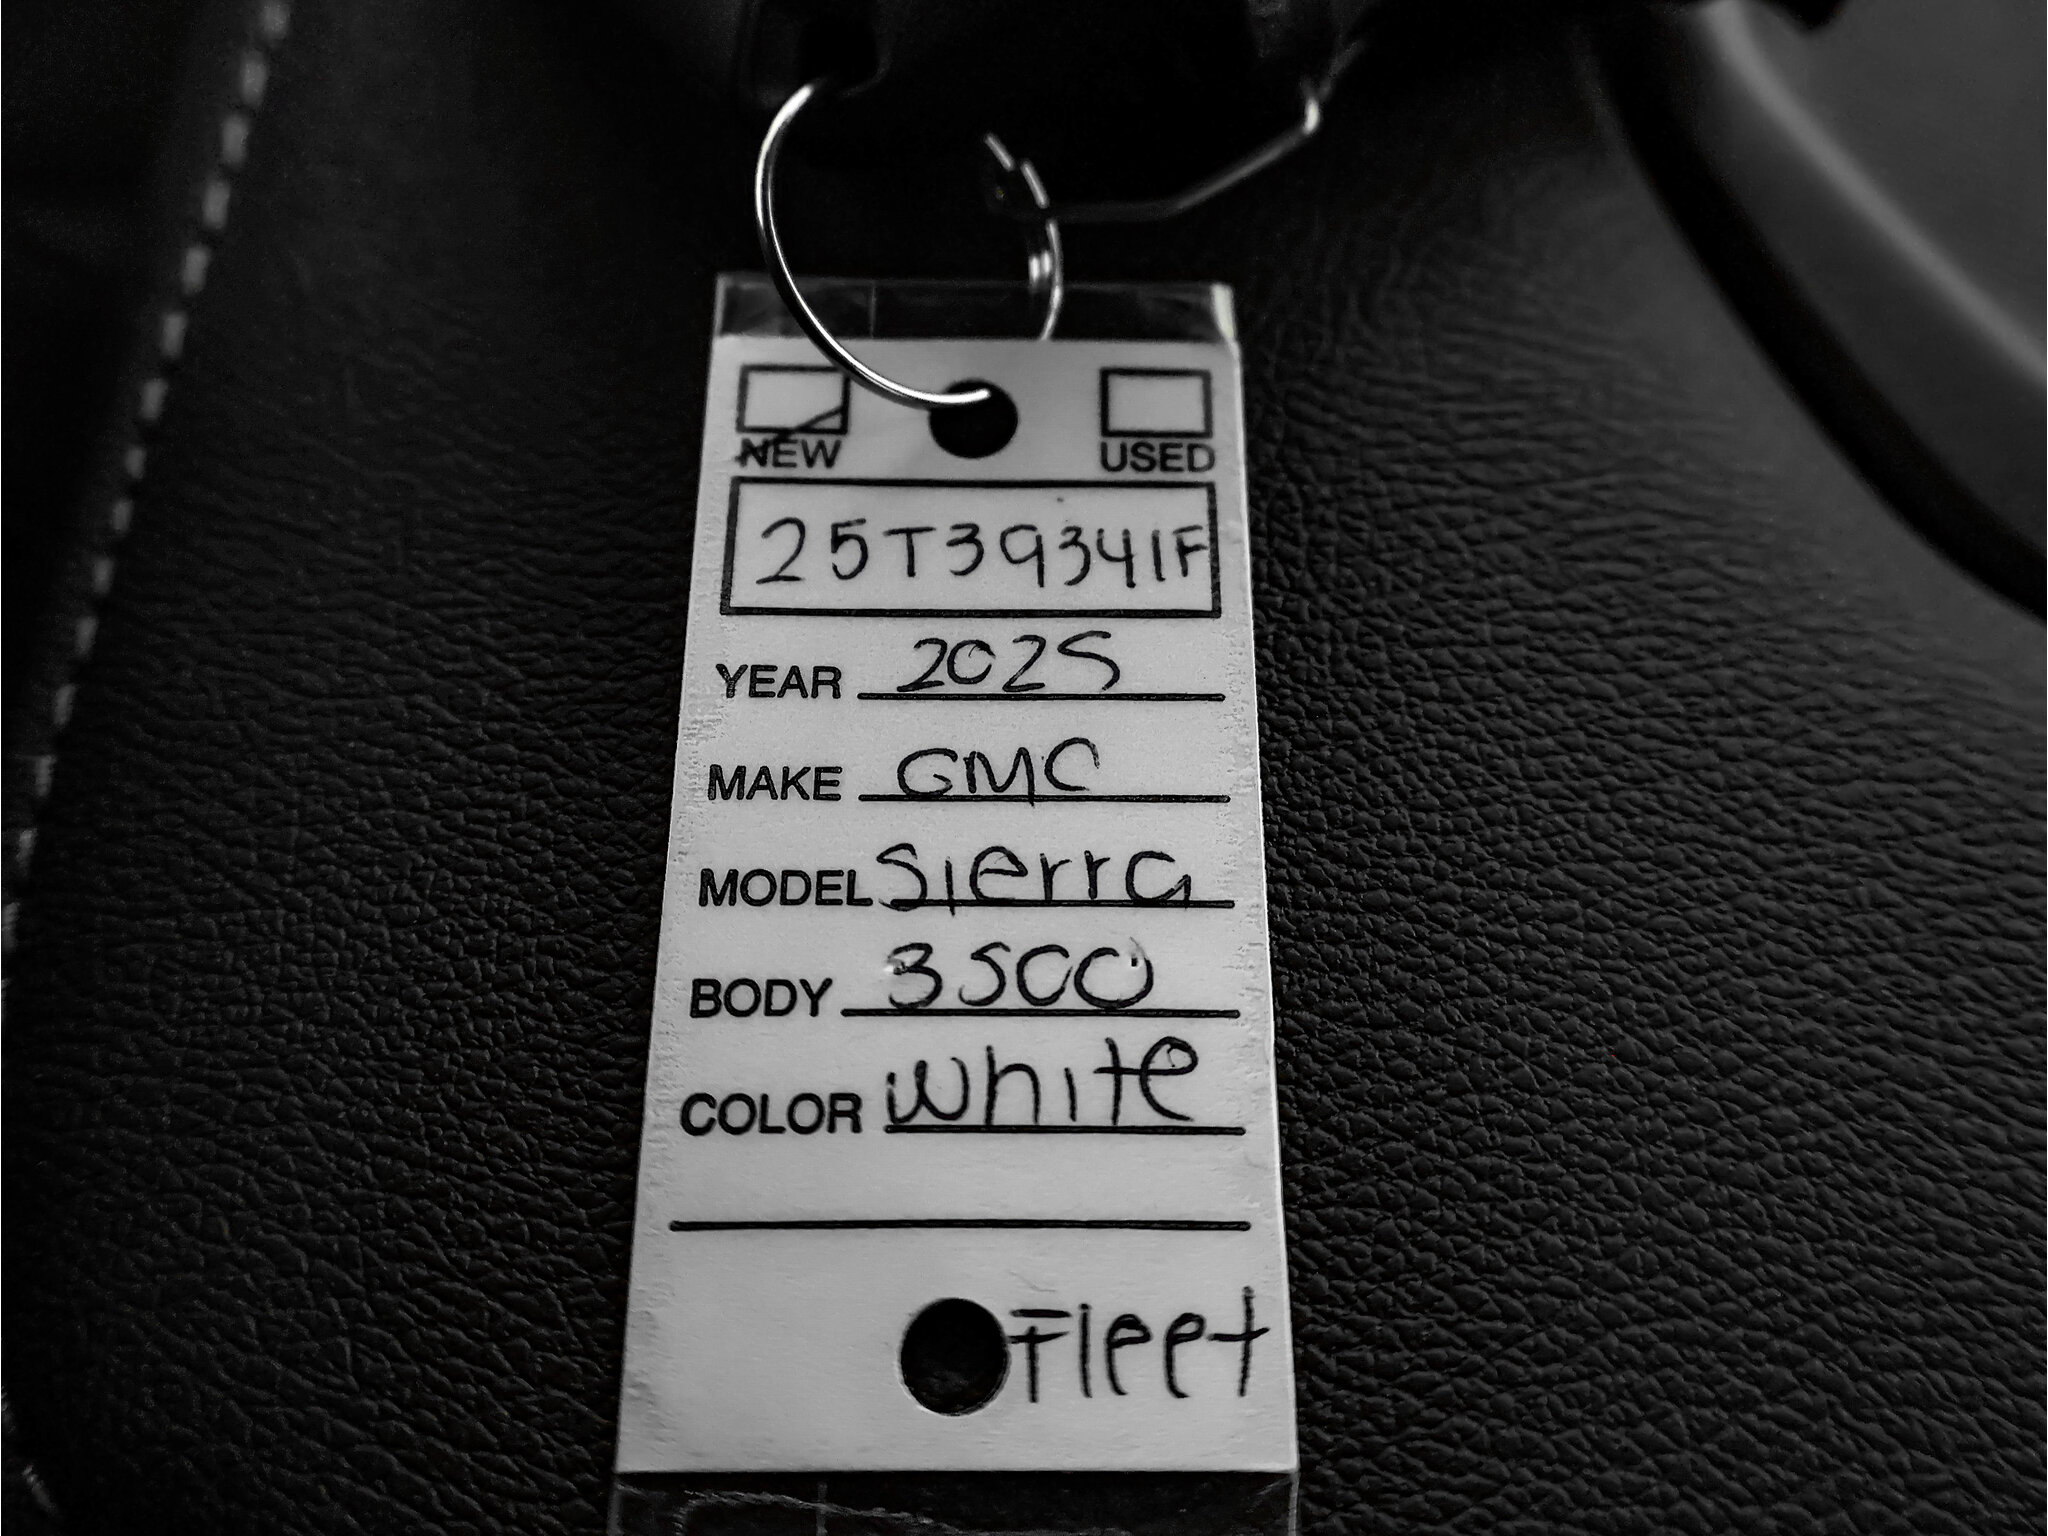 NEW USED
25T39341F
YEAR 2025
MAKE GMC
MODEL Sierra
BODY 3500
COLOR White
Fleet